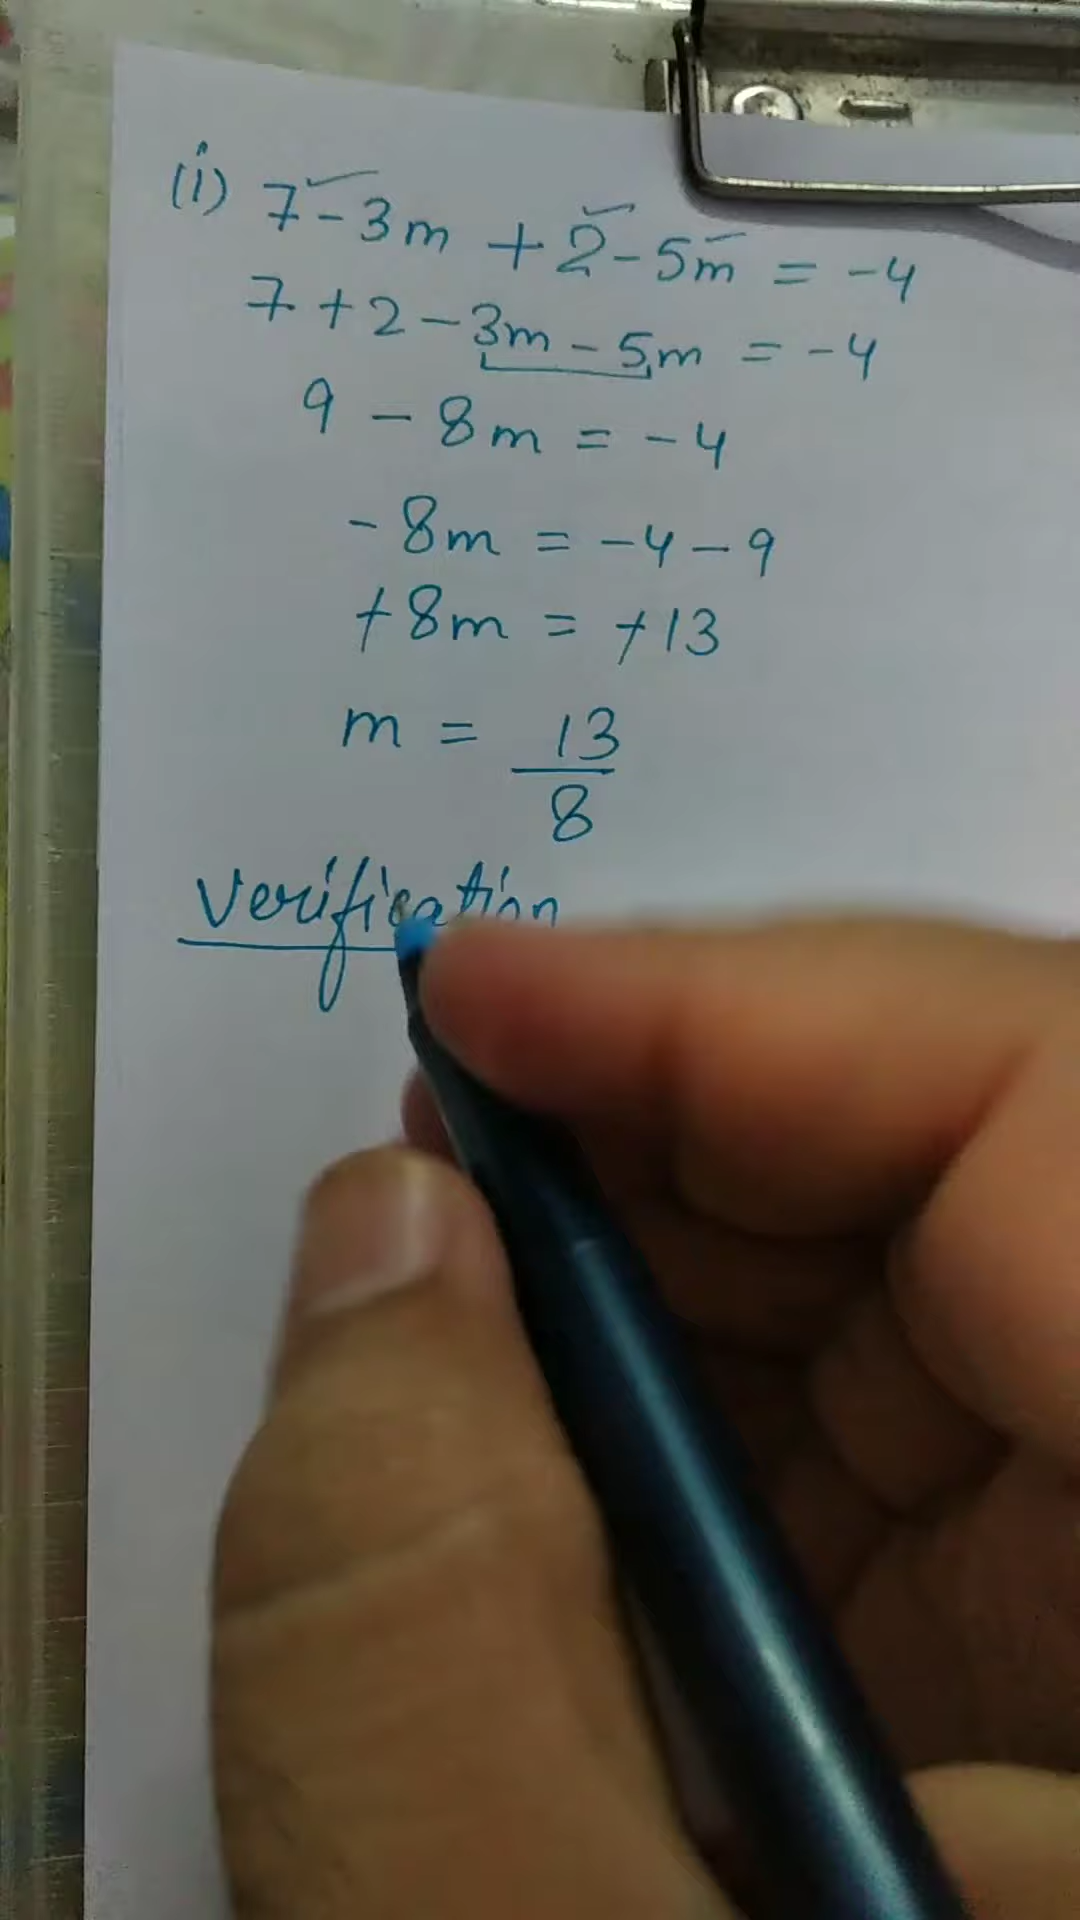 (i) 7 - 3m + 2 - 5m = -4
7 + 2 - 3m - 5m = -4
9 - 8m = -4
-8m = -4 - 9
+8m = +13
m = 13/8
Verification